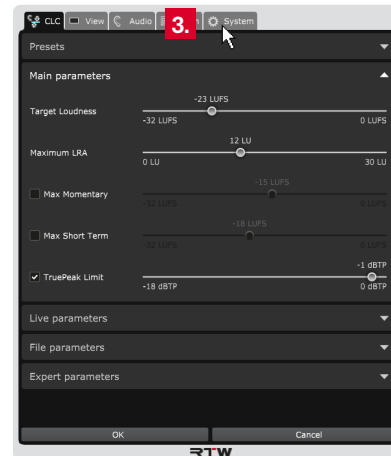 CLC View Audio 3. System
Presets
Main parameters
-23 LUFS
Target Loudness
-32 LUFS 0 LUFS
12 LU
Maximum LRA
0 LU 30 LU
-15 LUFS
Max Momentary
-32 LUFS 0 LUFS
-18 LUFS
Max Short Term
-32 LUFS 0 LUFS
-1 dBTP
TruePeak Limit
-18 dBTP 0 dBTP
Live parameters
File parameters
Expert parameters
OK Cancel
RTW